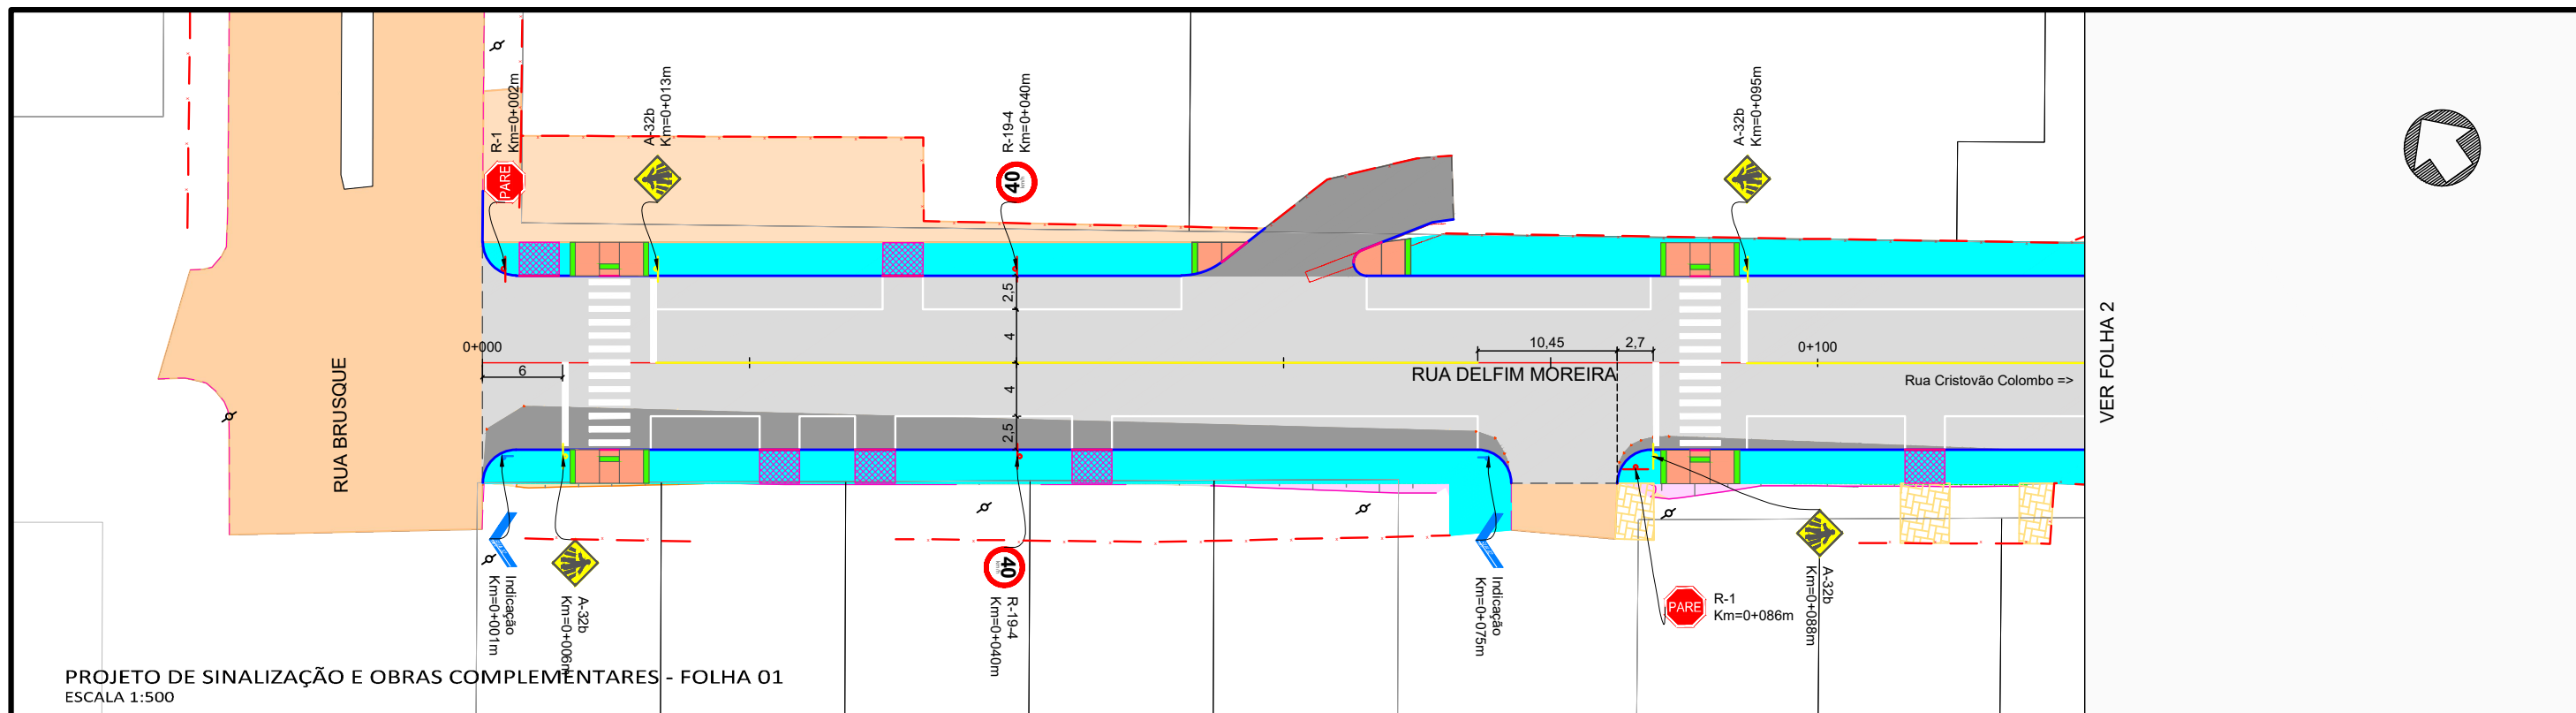 R-1
Km=0+002m
PARE
A-32b
Km=0+013m
R-19-4
Km=0+040m
40
km/h
A-32b
Km=0+095m
2,5
4
4
2,5
0+000
6
10,45
2,7
0+100
RUA BRUSQUE
RUA DELFIM MOREIRA
Rua Cristovão Colombo =>
VER FOLHA 2
Indicação
Km=0+001m
A-32b
Km=0+006m
40
km/h
R-19-4
Km=0+040m
Indicação
Km=0+075m
PARE
R-1
Km=0+086m
A-32b
Km=0+088m
PROJETO DE SINALIZAÇÃO E OBRAS COMPLEMENTARES - FOLHA 01
ESCALA 1:500